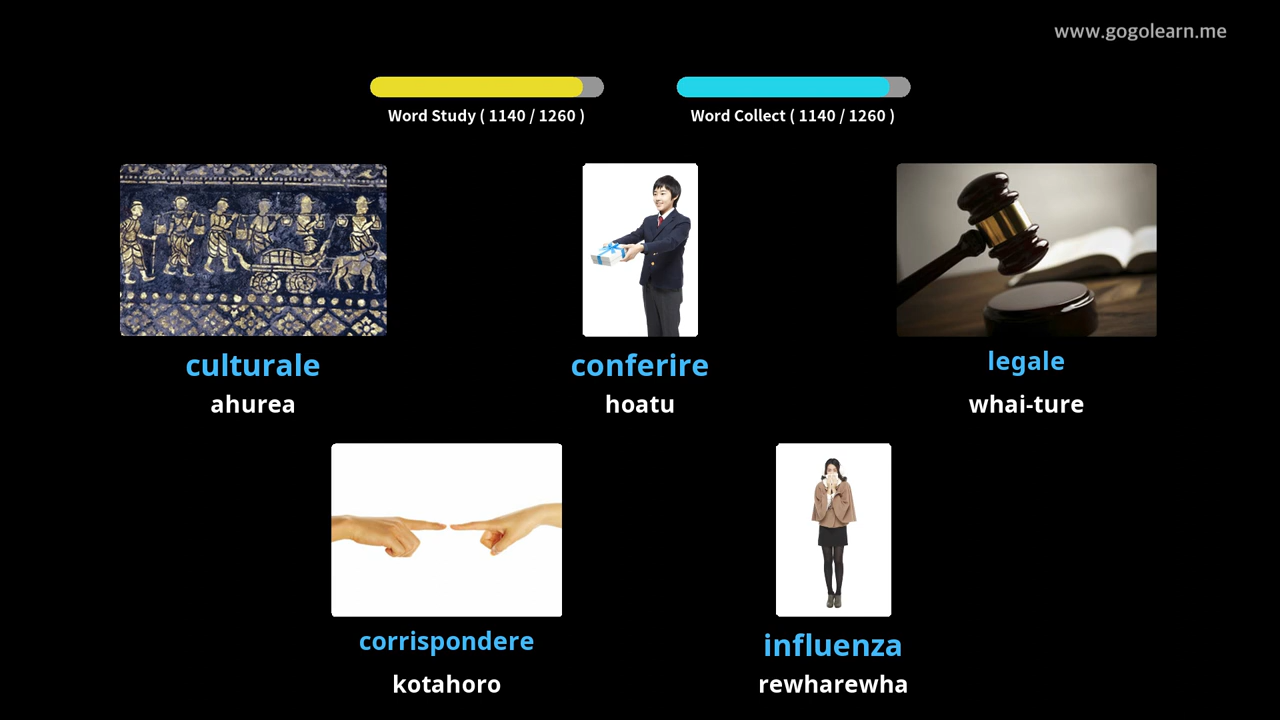 www.gogolearn.me
Word Study ( 1140 / 1260 )
Word Collect ( 1140 / 1260 )
culturale
ahurea
conferire
hoatu
legale
whai-ture
corrispondere
kotahoro
influenza
rewharewha